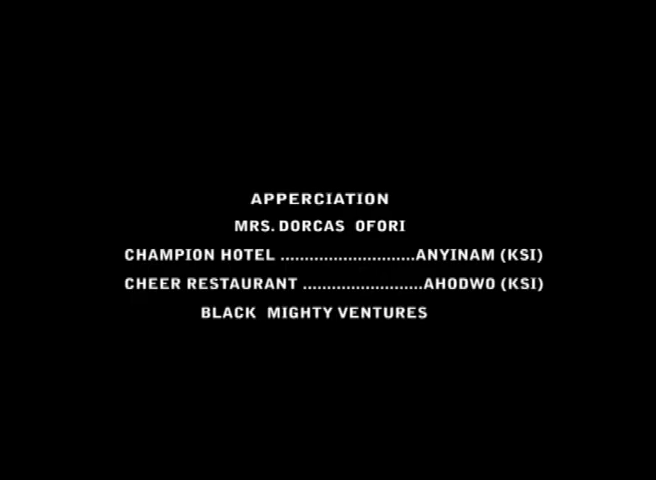 APPERCIATION
MRS. DORCAS OFORI
CHAMPION HOTEL ............................ANYINAM (KSI)
CHEER RESTAURANT .........................AHODWO (KSI)
BLACK MIGHTY VENTURES